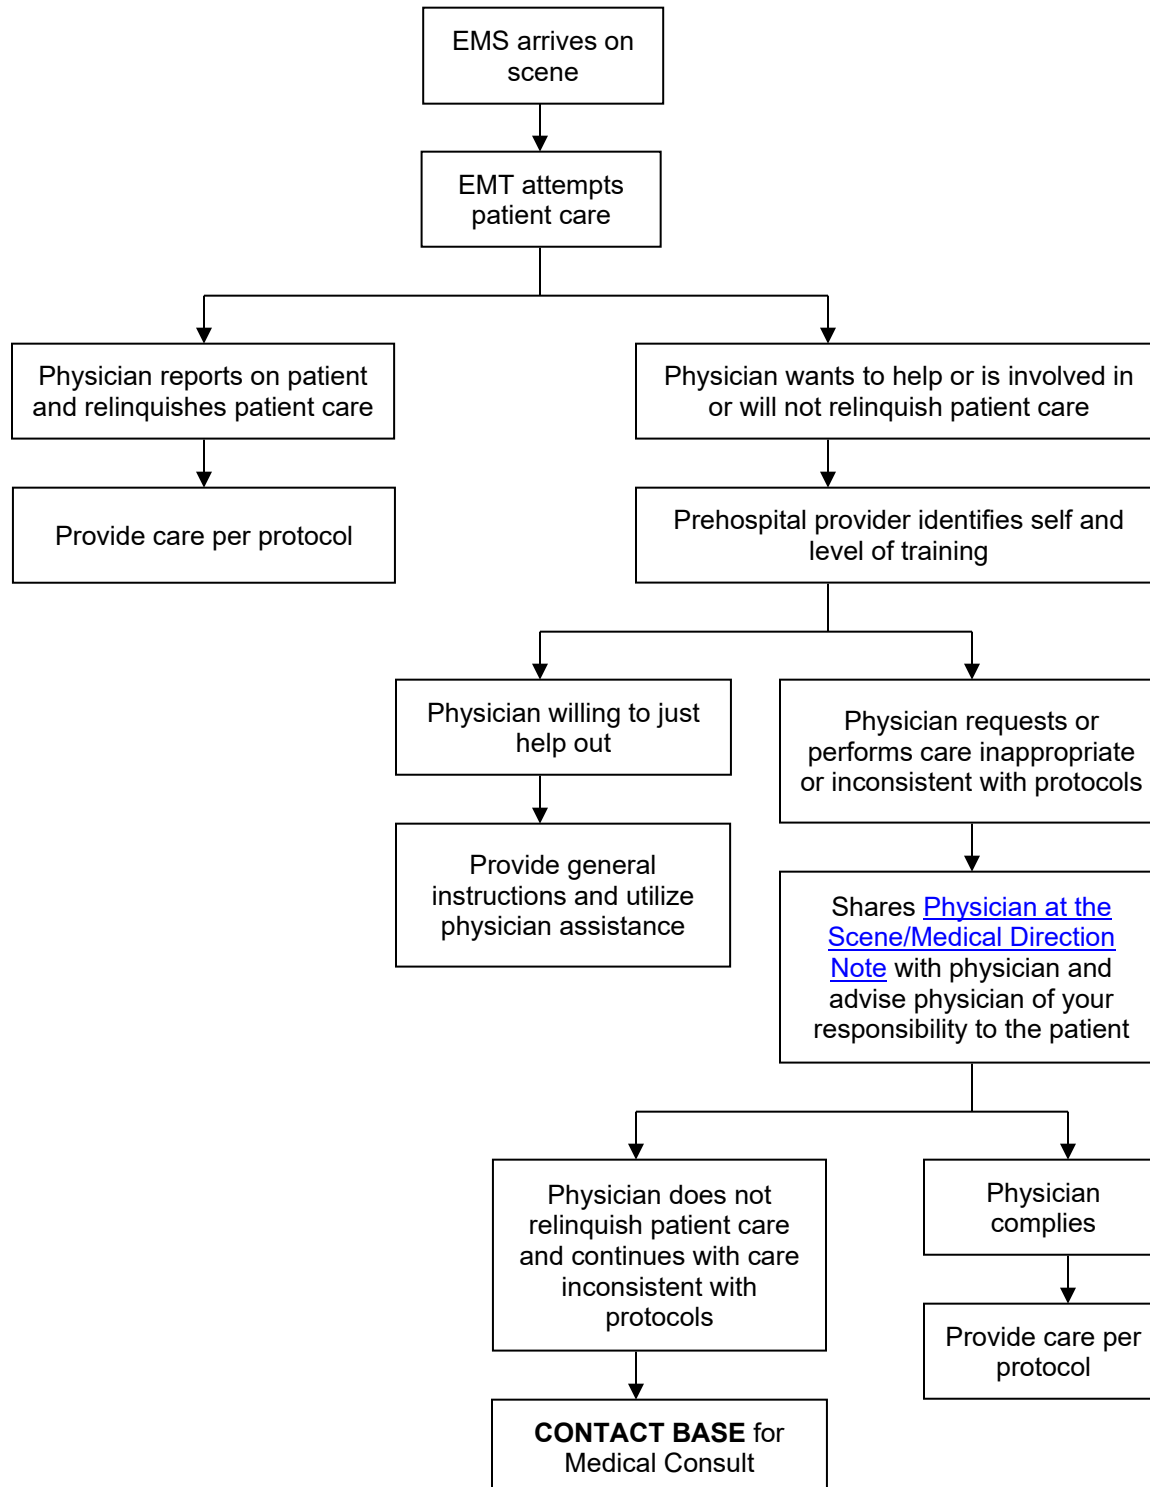 EMS arrives on
scene
EMT attempts
patient care
Physician reports on patient
and relinquishes patient care
Physician wants to help or is involved in
or will not relinquish patient care
Provide care per protocol
Prehospital provider identifies self and
level of training
Physician willing to just
help out
Physician requests or
performs care inappropriate
or inconsistent with protocols
Provide general
instructions and utilize
physician assistance
Shares Physician at the
Scene/Medical Direction
Note with physician and
advise physician of your
responsibility to the patient
Physician does not
relinquish patient care
and continues with care
inconsistent with
protocols
Physician
complies
Provide care per
protocol
CONTACT BASE for
Medical Consult